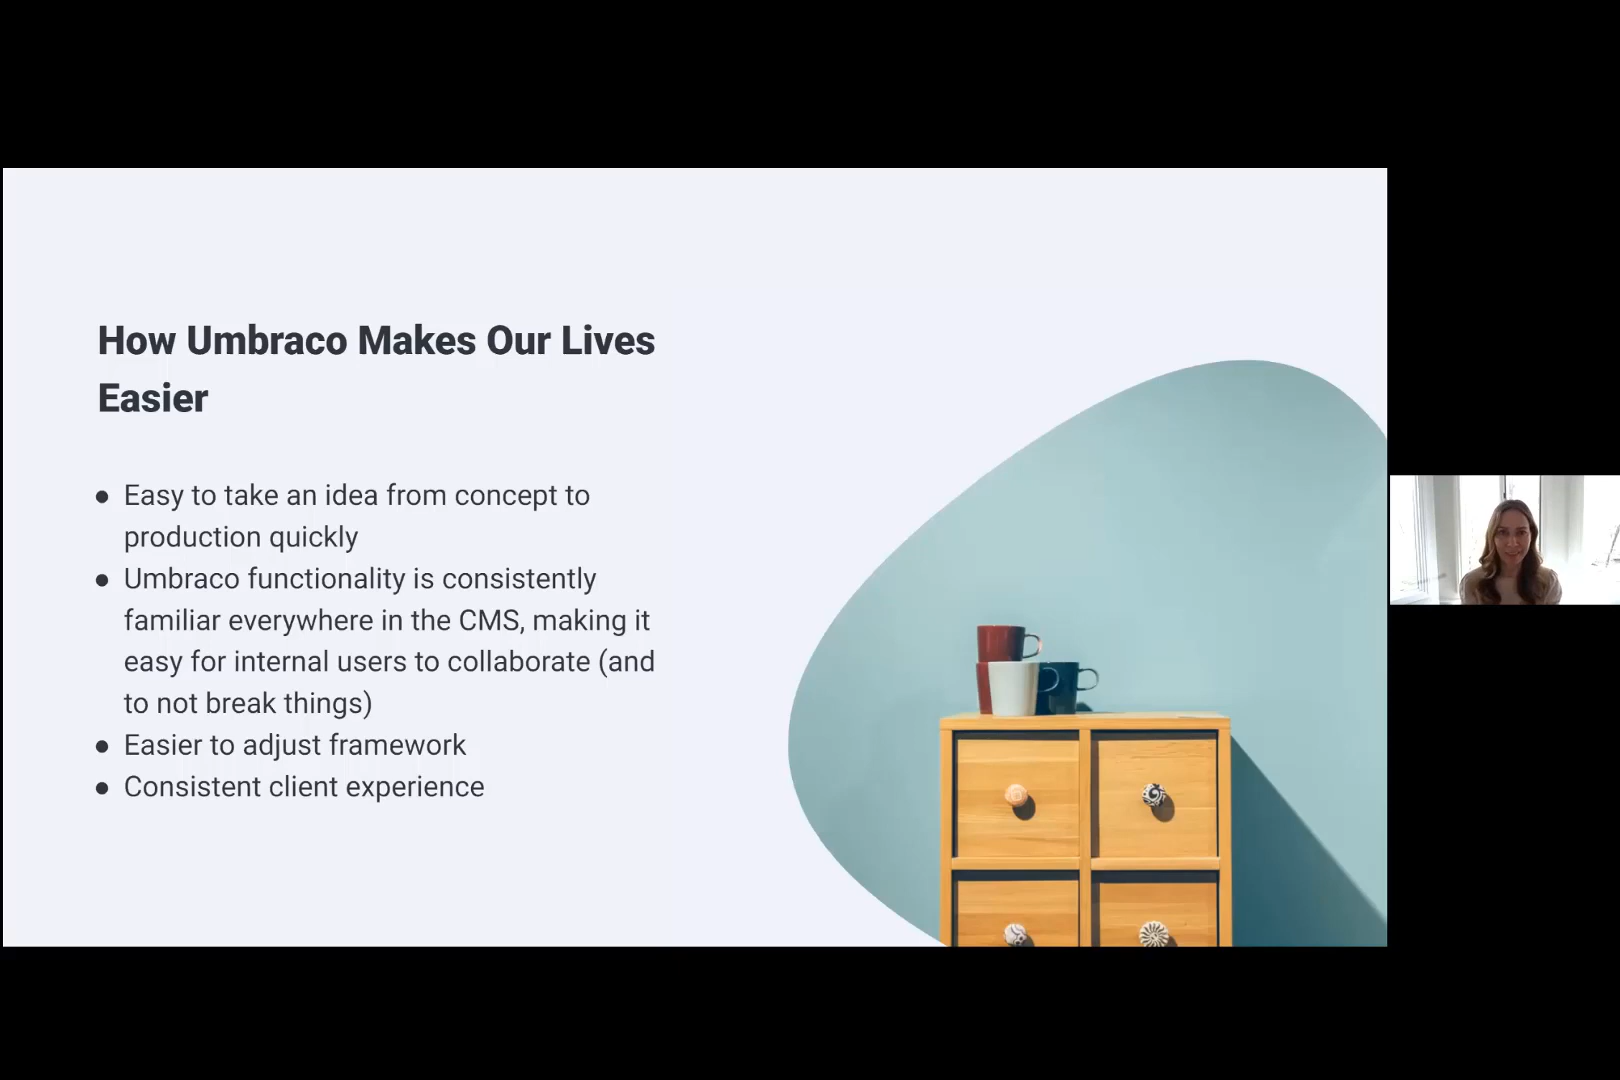 How Umbraco Makes Our Lives
Easier
● Easy to take an idea from concept to
production quickly
● Umbraco functionality is consistently
familiar everywhere in the CMS, making it
easy for internal users to collaborate (and
to not break things)
● Easier to adjust framework
● Consistent client experience